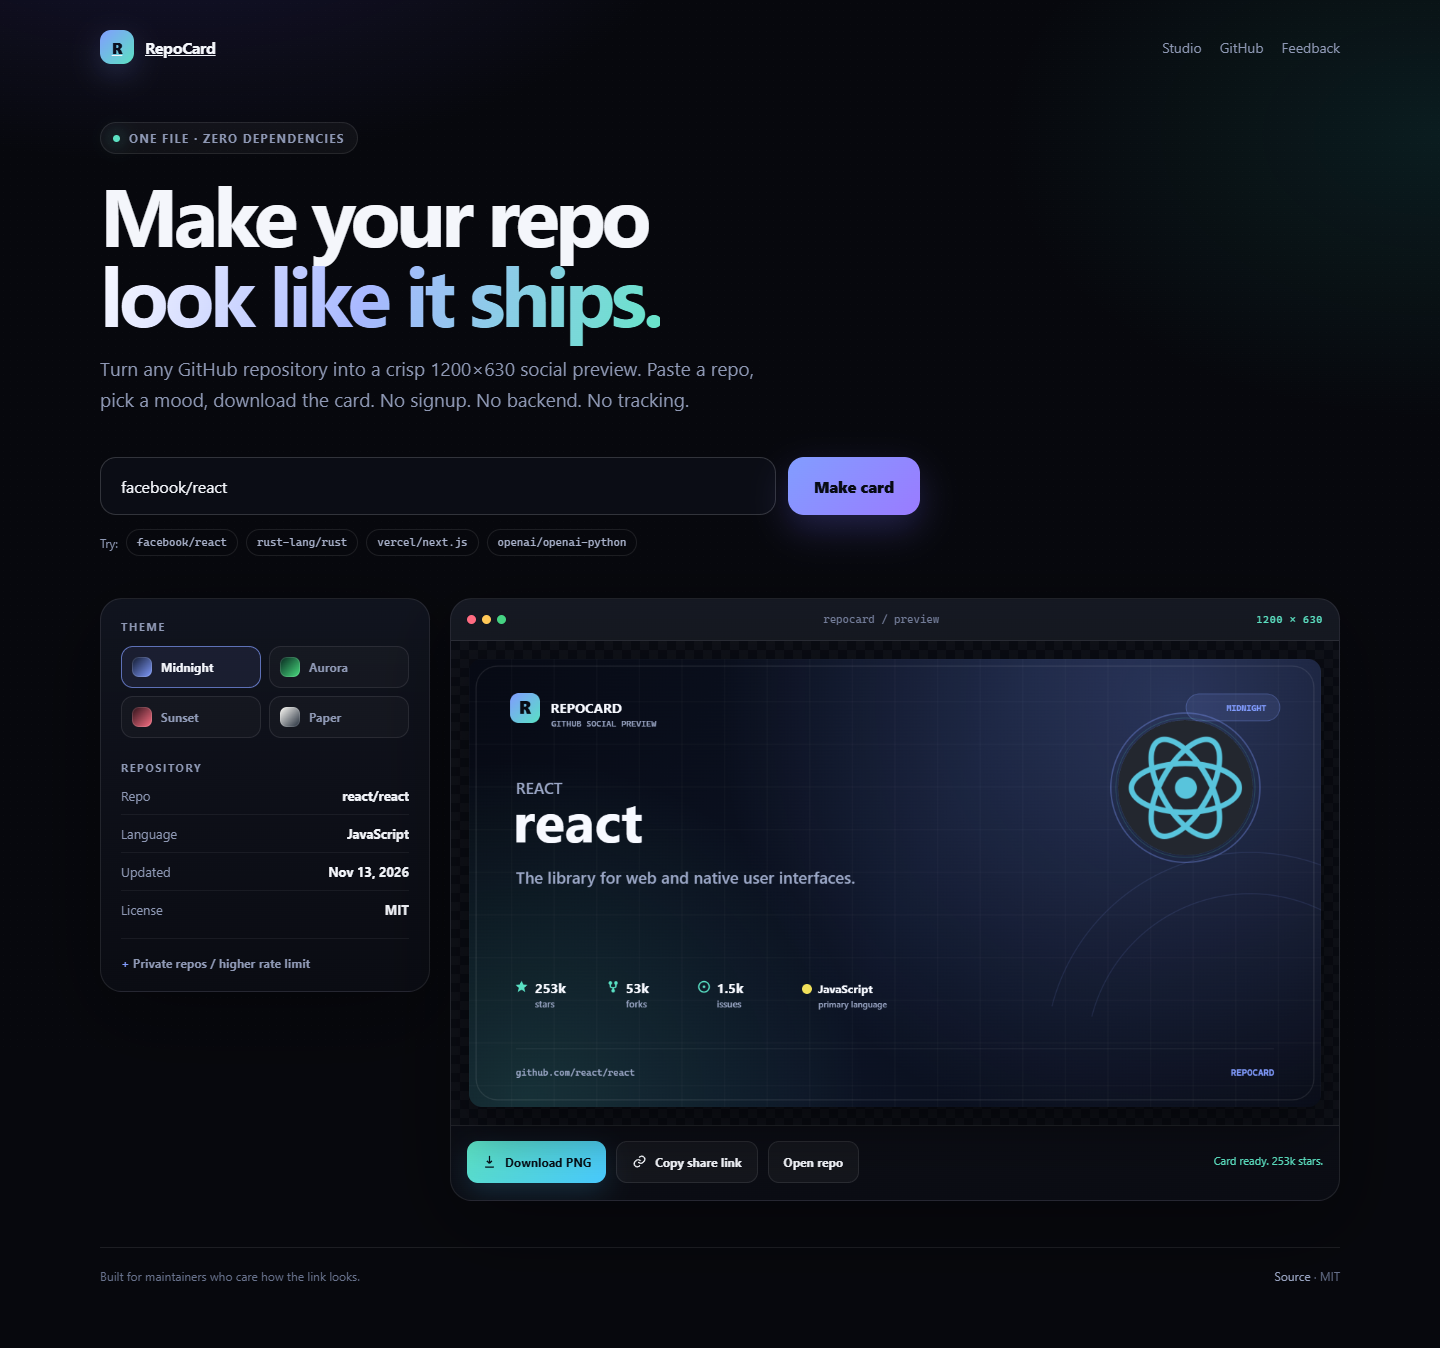 R RepoCard
Studio GitHub Feedback
ONE FILE · ZERO DEPENDENCIES
Make your repo
look like it ships.
Turn any GitHub repository into a crisp 1200×630 social preview. Paste a repo,
pick a mood, download the card. No signup. No backend. No tracking.
facebook/react
Make card
Try: facebook/react rust-lang/rust vercel/next.js openai/openai-python
THEME
Midnight Aurora
Sunset Paper
REPOSITORY
Repo react/react
Language JavaScript
Updated Nov 13, 2026
License MIT
+ Private repos / higher rate limit
repocard / preview 1200 × 630
R REPOCARD
GITHUB SOCIAL PREVIEW
MIDNIGHT
REACT
react
The library for web and native user interfaces.
253k 53k 1.5k JavaScript
stars forks issues primary language
github.com/react/react REPOCARD
Download PNG Copy share link Open repo Card ready. 253k stars.
Built for maintainers who care how the link looks. Source · MIT